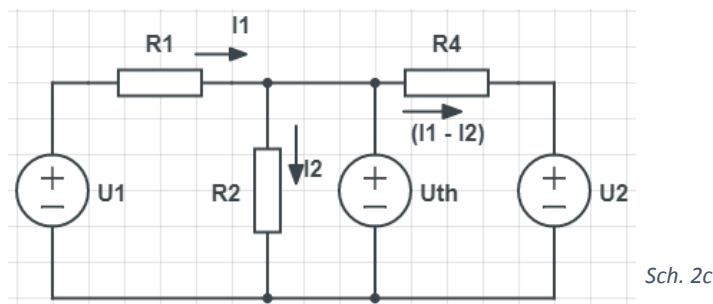 I1
R1
R4
(I1 - I2)
I2
+
+
+
U1
R2
Uth
U2
−
−
−
Sch. 2c